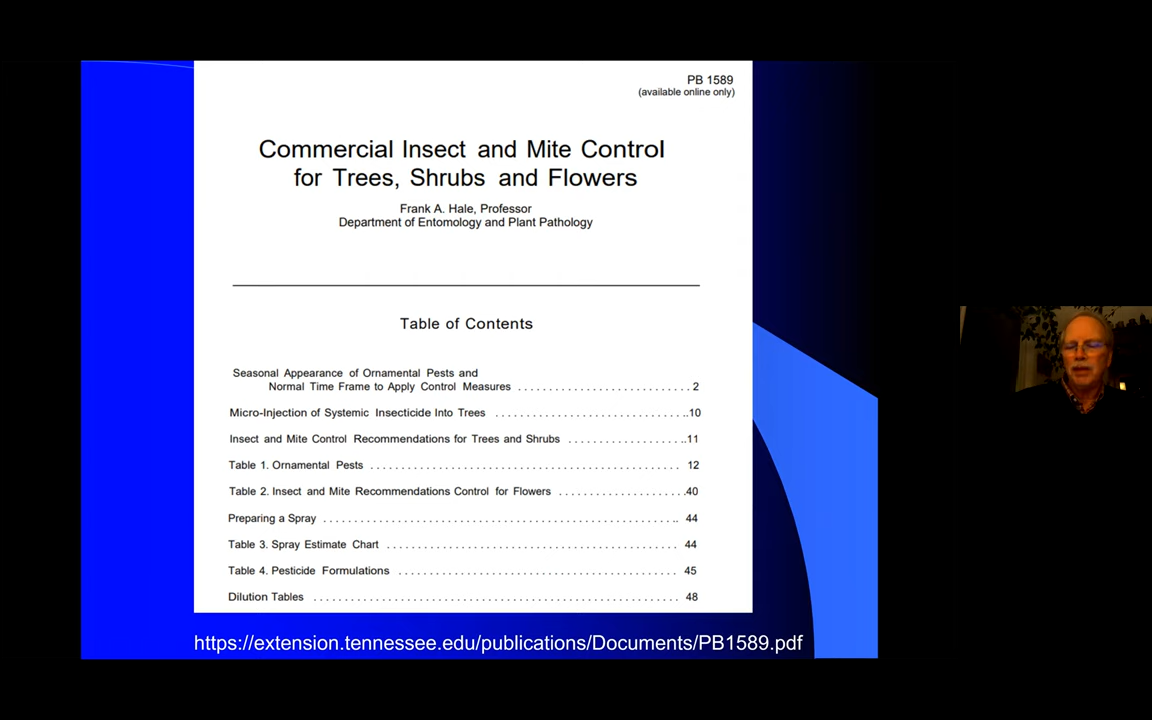 PB 1589
(available online only)
Commercial Insect and Mite Control
for Trees, Shrubs and Flowers
Frank A. Hale, Professor
Department of Entomology and Plant Pathology
Table of Contents
Seasonal Appearance of Ornamental Pests and
Normal Time Frame to Apply Control Measures . . . . . . . . . . . . . . . . . . . . . . . . . . . . 2
Micro-Injection of Systemic Insecticide Into Trees . . . . . . . . . . . . . . . . . . . . . . . . . . . . . . ..10
Insect and Mite Control Recommendations for Trees and Shrubs . . . . . . . . . . . . . . . . . . ..11
Table 1. Ornamental Pests . . . . . . . . . . . . . . . . . . . . . . . . . . . . . . . . . . . . . . . . . . . . . . . . . . 12
Table 2. Insect and Mite Recommendations Control for Flowers . . . . . . . . . . . . . . . . . . . . .40
Preparing a Spray . . . . . . . . . . . . . . . . . . . . . . . . . . . . . . . . . . . . . . . . . . . . . . . . . . . . . . . . .. 44
Table 3. Spray Estimate Chart . . . . . . . . . . . . . . . . . . . . . . . . . . . . . . . . . . . . . . . . . . . . . . . 44
Table 4. Pesticide Formulations . . . . . . . . . . . . . . . . . . . . . . . . . . . . . . . . . . . . . . . . . . . . . 45
Dilution Tables . . . . . . . . . . . . . . . . . . . . . . . . . . . . . . . . . . . . . . . . . . . . . . . . . . . . . . . . . . . 48
https://extension.tennessee.edu/publications/Documents/PB1589.pdf